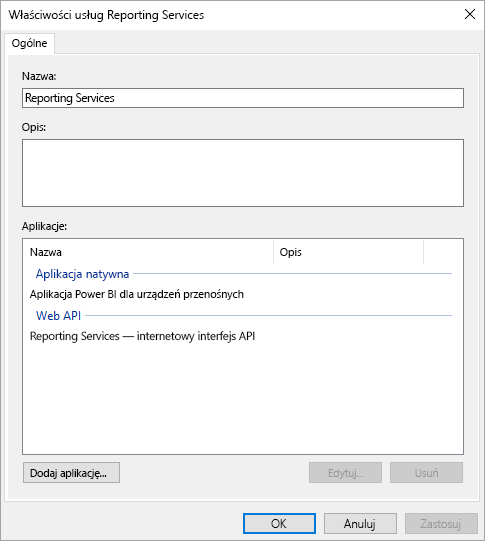 Właściwości usług Reporting Services
Ogólne
Nazwa:
Reporting Services
Opis:
Aplikacje:
Nazwa Opis
Aplikacja natywna
Aplikacja Power BI dla urządzeń przenośnych
Web API
Reporting Services — internetowy interfejs API
Dodaj aplikację... Edytuj... Usuń
OK Anuluj Zastosuj